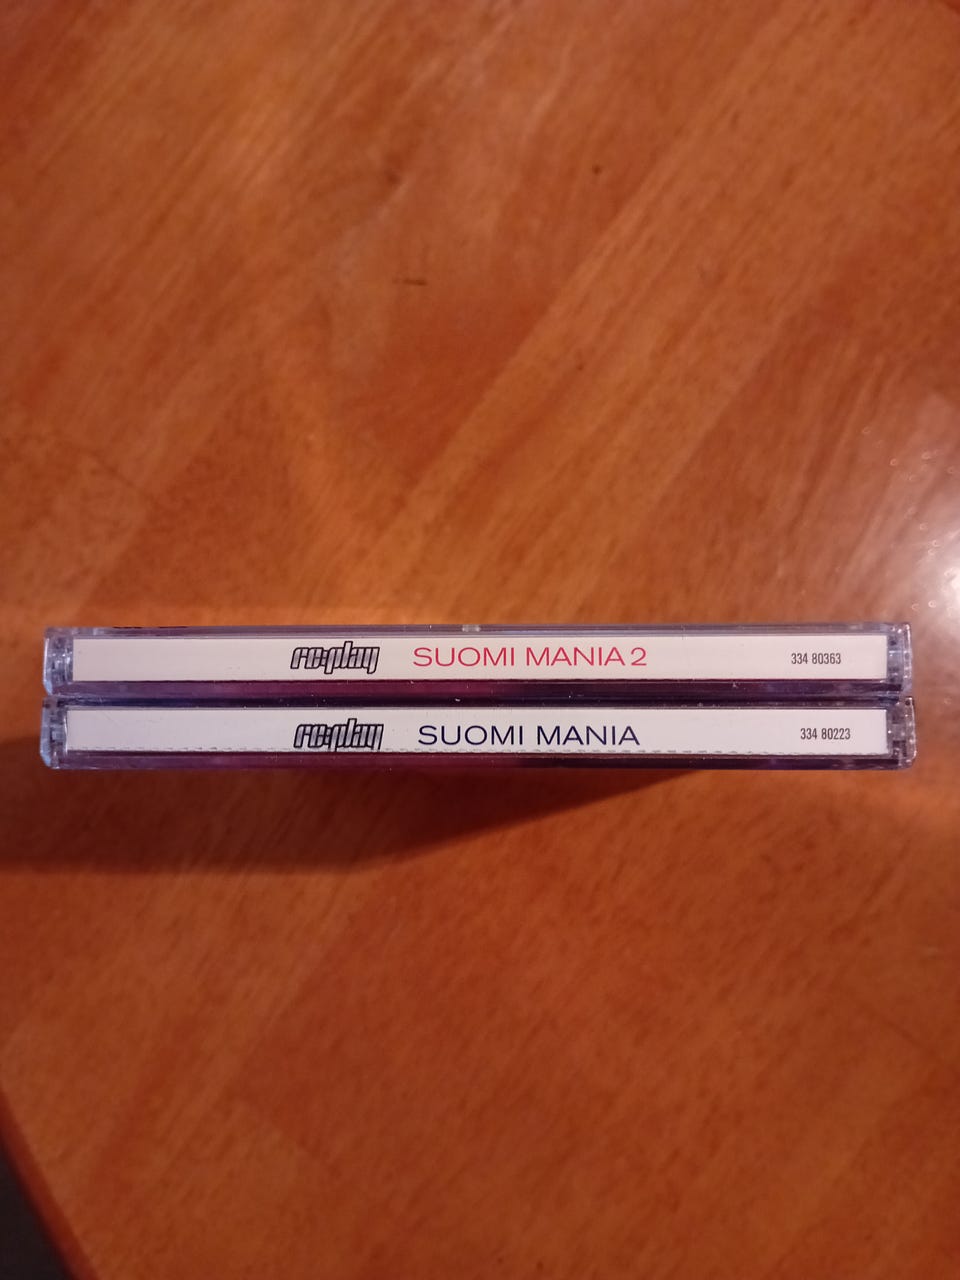 re:play SUOMI MANIA 2 334 80363
re:play SUOMI MANIA 334 80223